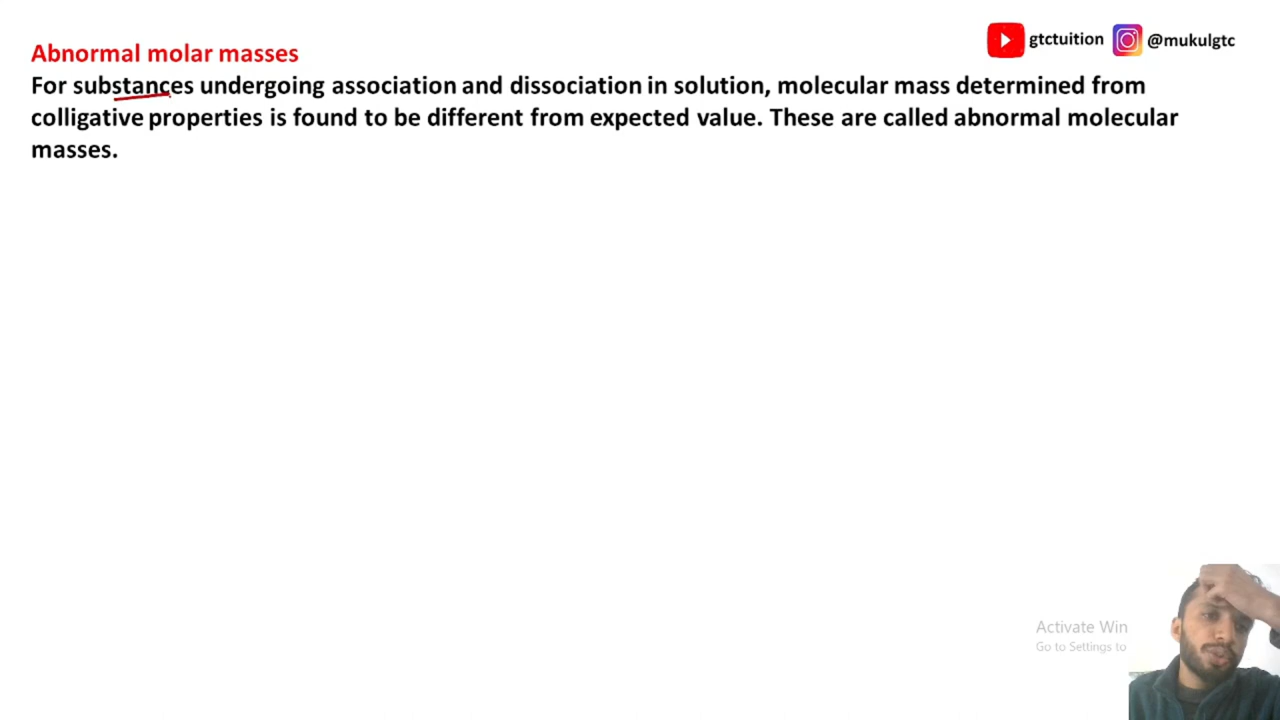 gtctuition @mukulgtc
Abnormal molar masses
For substances undergoing association and dissociation in solution, molecular mass determined from
colligative properties is found to be different from expected value. These are called abnormal molecular
masses.
Activate Win
Go to Settings to